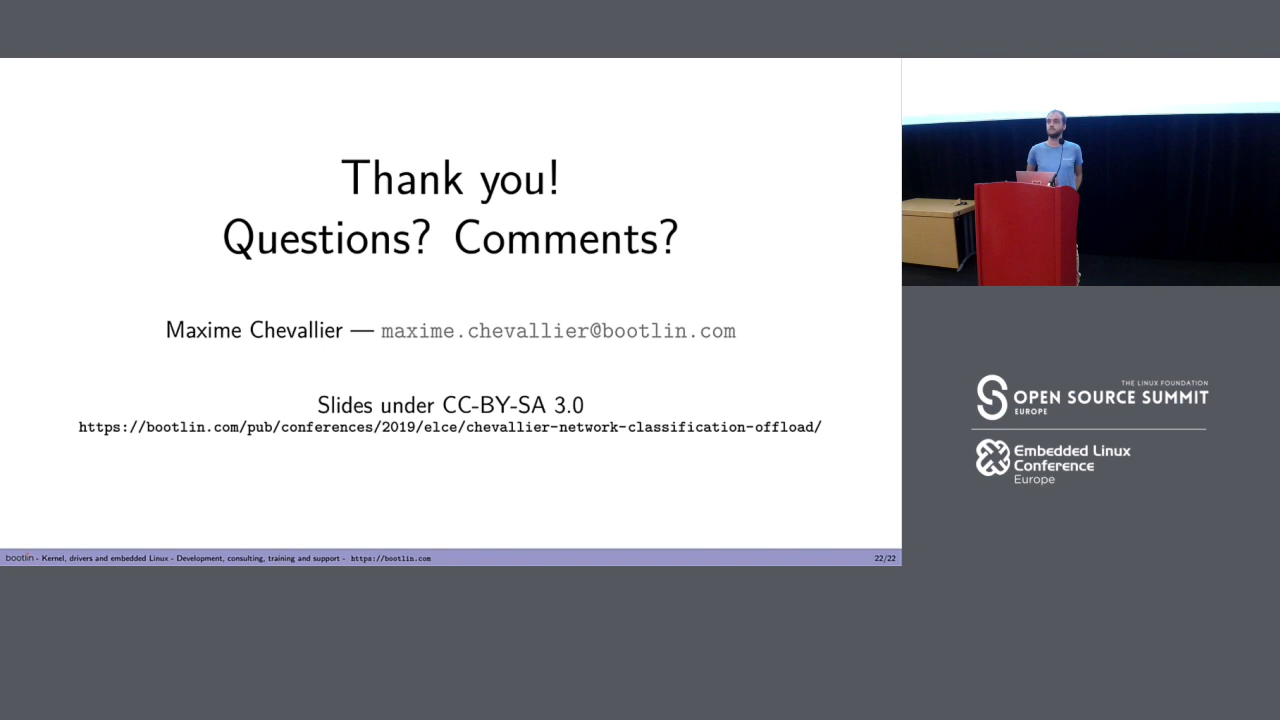 Thank you!
Questions? Comments?
Maxime Chevallier — maxime.chevallier@bootlin.com
Slides under CC-BY-SA 3.0
https://bootlin.com/pub/conferences/2019/elce/chevallier-network-classification-offload/
bootlin - Kernel, drivers and embedded Linux - Development, consulting, training and support - https://bootlin.com
22/22
THE LINUX FOUNDATION
OPEN SOURCE SUMMIT
EUROPE
Embedded Linux
Conference
Europe